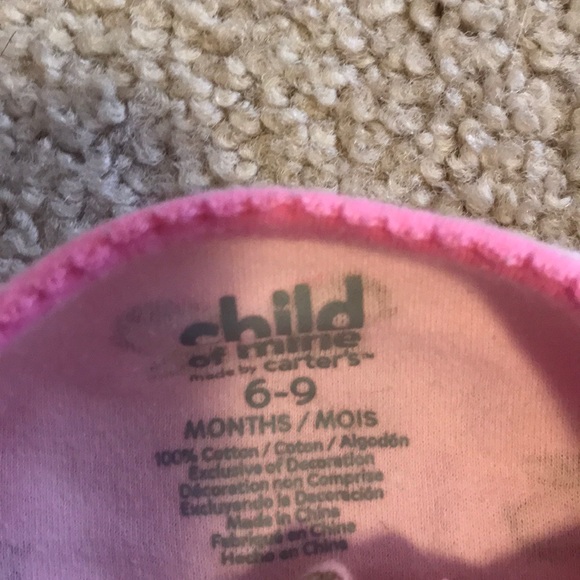 child
of mine
made by carter's™
6-9
MONTHS / MOIS
100% Cotton / Coton / Algodón
Exclusive of Decoration
Décoration non Comprise
Excluyendo la Decoración
Made in China
Fabriqué en Chine
Hecho en China